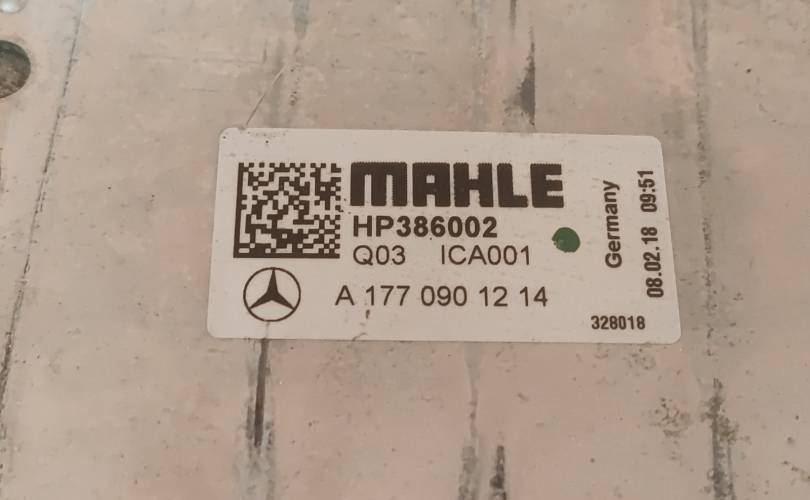 MAHLE
HP386002
Q03 ICA001
A 177 090 12 14
Germany
08.02.18 09:51
328018